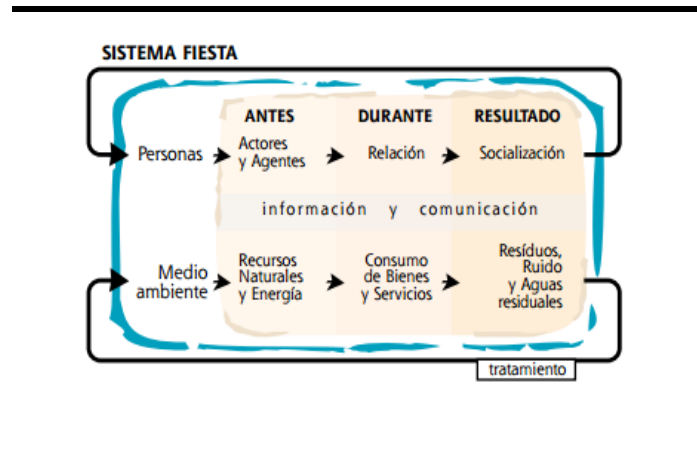 SISTEMA FIESTA
ANTES
DURANTE
RESULTADO
Personas
Actores
y Agentes
Relación
Socialización
información y comunicación
Medio
ambiente
Recursos
Naturales
y Energía
Consumo
de Bienes
y Servicios
Resíduos,
Ruido
y Aguas
residuales
tratamiento